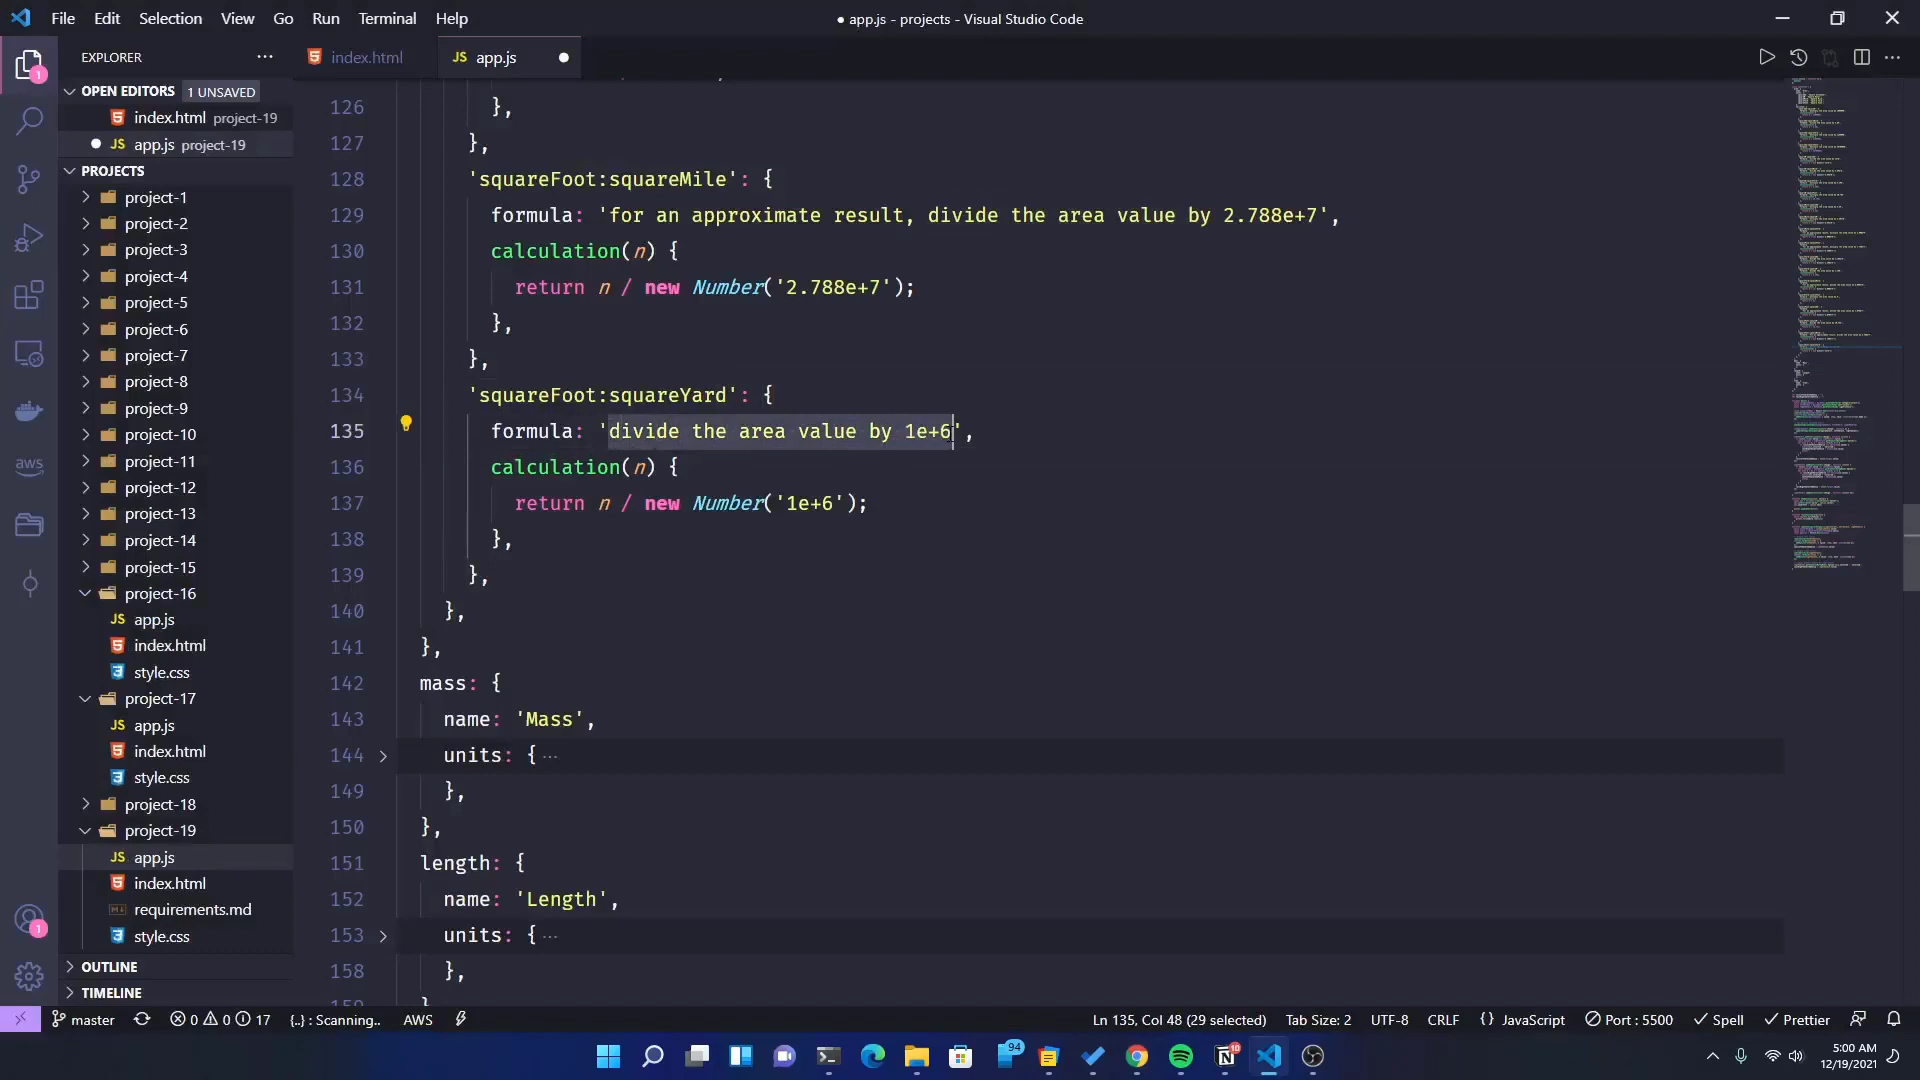 File Edit Selection View Go Run Terminal Help
● app.js - projects - Visual Studio Code
EXPLORER ···
OPEN EDITORS 1 UNSAVED
index.html project-19
● JS app.js project-19
PROJECTS
project-1
project-2
project-3
project-4
project-5
project-6
project-7
project-8
project-9
project-10
project-11
project-12
project-13
project-14
project-15
project-16
JS app.js
index.html
style.css
project-17
JS app.js
index.html
style.css
project-18
project-19
JS app.js
index.html
requirements.md
style.css
OUTLINE
TIMELINE
1
aws
1
index.html
JS app.js ●
126 },
127 },
128 'squareFoot:squareMile': {
129 formula: 'for an approximate result, divide the area value by 2.788e+7',
130 calculation(n) {
131 return n / new Number('2.788e+7');
132 },
133 },
134 'squareFoot:squareYard': {
135 formula: 'divide the area value by 1e+6',
136 calculation(n) {
137 return n / new Number('1e+6');
138 },
139 },
140 },
141 },
142 mass: {
143 name: 'Mass',
144 units: { ···
149 },
150 },
151 length: {
152 name: 'Length',
153 units: { ···
158 },
master 0 0 17 {..} : Scanning.. AWS
Ln 135, Col 48 (29 selected) Tab Size: 2 UTF-8 CRLF {} JavaScript Port : 5500 Spell Prettier
94
10
5:00 AM
12/19/2021